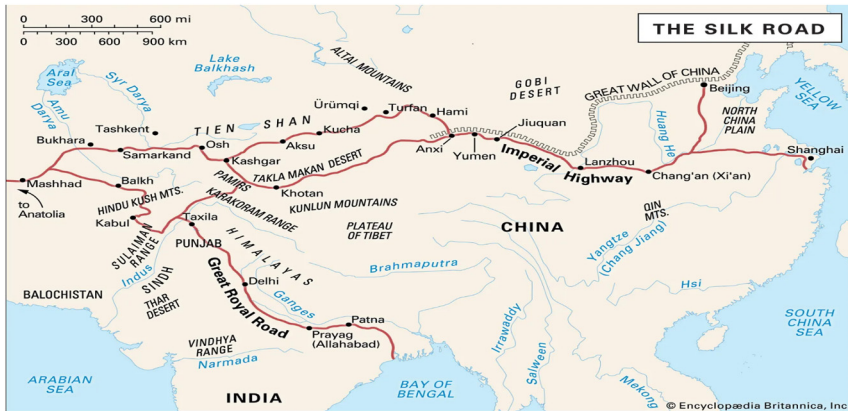 THE SILK ROAD
0 300 600 mi
0 300 600 900 km
Aral
Sea
Syr Darya
Amu
Darya
Lake
Balkhash
ALTAI MOUNTAINS
GOBI
DESERT
GREAT WALL OF CHINA
Beijing
YELLOW
SEA
NORTH
CHINA
PLAIN
Huang He
Ürümqi
Turfan
Hami
Tashkent
TIEN SHAN
Kucha
Jiuquan
Bukhara
Samarkand
Osh
Aksu
Anxi
Yumen
Imperial Highway
Shanghai
Kashgar
TAKLA MAKAN DESERT
Lanzhou
Chang'an (Xi'an)
Mashhad
Balkh
PAMIRS
Khotan
to
Anatolia
HINDU KUSH MTS.
KARAKORAM RANGE
KUNLUN MOUNTAINS
Kabul
Taxila
QIN
MTS.
PLATEAU
OF TIBET
CHINA
SULAIMAN
RANGE
PUNJAB
HIMALAYAS
Yangtze
(Chang Jiang)
Indus
SINDH
Brahmaputra
BALOCHISTAN
THAR
DESERT
Great Royal Road
Delhi
Ganges
Hsi
Patna
Prayag
(Allahabad)
Irrawaddy
Salween
SOUTH
CHINA
SEA
VINDHYA
RANGE
Narmada
Mekong
ARABIAN
SEA
INDIA
BAY OF
BENGAL
© Encyclopædia Britannica, Inc